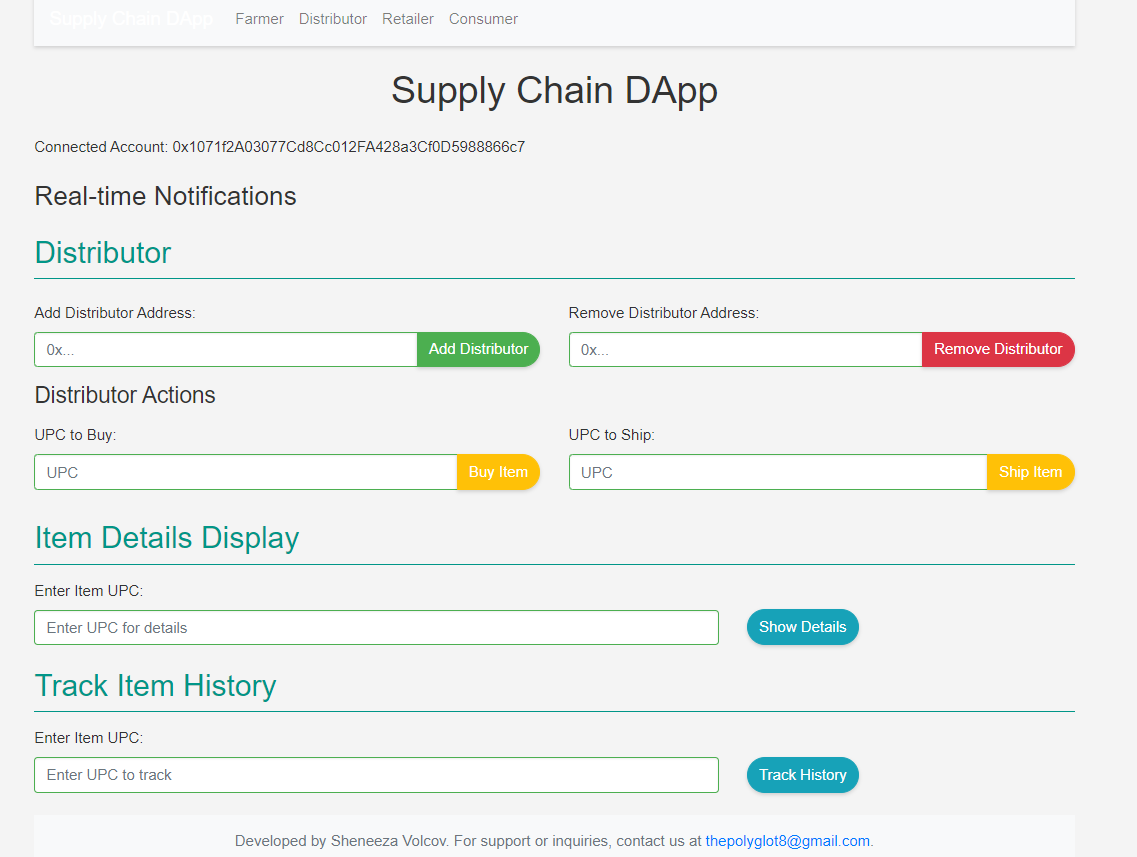 Supply Chain DApp Farmer Distributor Retailer Consumer
Supply Chain DApp
Connected Account: 0x1071f2A03077Cd8Cc012FA428a3Cf0D5988866c7
Real-time Notifications
Distributor
Add Distributor Address: Remove Distributor Address:
0x... Add Distributor 0x... Remove Distributor
Distributor Actions
UPC to Buy: UPC to Ship:
UPC Buy Item UPC Ship Item
Item Details Display
Enter Item UPC:
Enter UPC for details Show Details
Track Item History
Enter Item UPC:
Enter UPC to track Track History
Developed by Sheneeza Volcov. For support or inquiries, contact us at thepolyglot8@gmail.com.